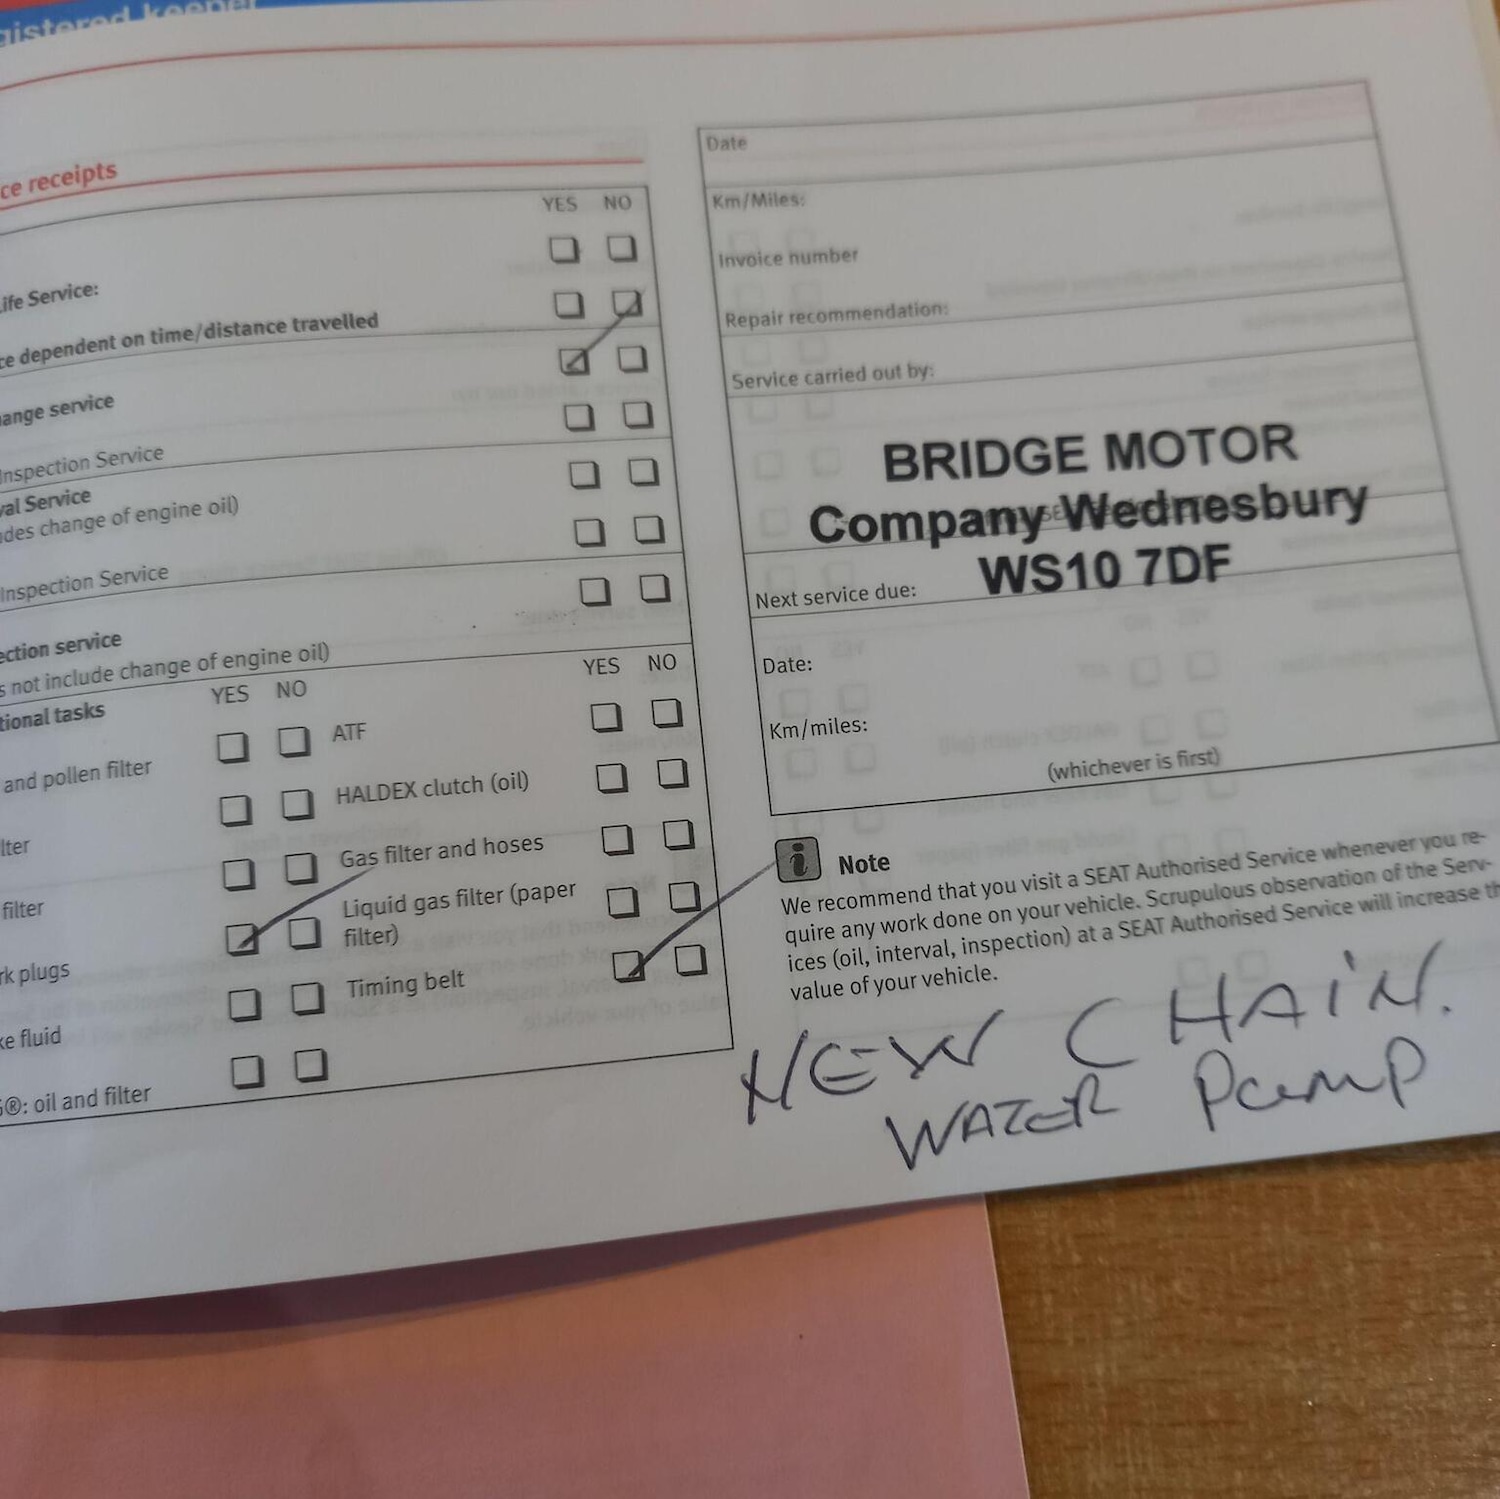 gistered keeper
ce receipts
YES NO
Life Service:
ce dependent on time/distance travelled
ange service
Inspection Service
val Service
des change of engine oil)
Inspection Service
ection service
s not include change of engine oil)
tional tasks YES NO YES NO
and pollen filter
ATF
lter
HALDEX clutch (oil)
filter
Gas filter and hoses
rk plugs
Liquid gas filter (paper
filter)
ke fluid
Timing belt
G®: oil and filter
Date
Km/Miles:
Invoice number
Repair recommendation:
Service carried out by:
BRIDGE MOTOR
Company Wednesbury
WS10 7DF
Next service due:
Date:
Km/miles:
(whichever is first)
i Note
We recommend that you visit a SEAT Authorised Service whenever you re-
quire any work done on your vehicle. Scrupulous observation of the Serv-
ices (oil, interval, inspection) at a SEAT Authorised Service will increase th
value of your vehicle.
NEW CHAIN.
WATER PUMP